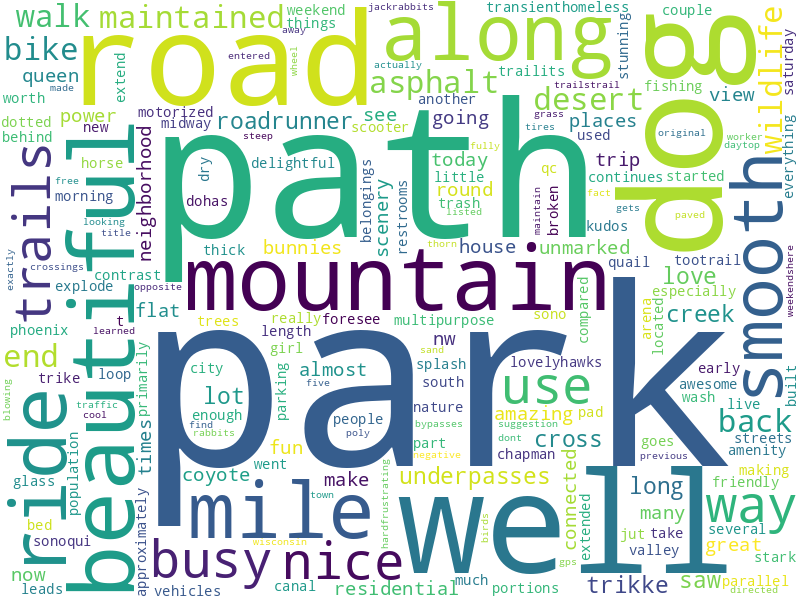 jackrabbits
transienthomeless
couple
walk
maintained
weekend
things
away
road
along
dog
wildlife
stunning
saturday
bike
queen
made
entered
wheel
actually
extend
asphalt
trailits
fishing
worth
power
desert
view
dotted
behind
motorized
midway
new
roadrunner
steep
scooter
see
another
going
trailstrail
grass
tires
places
used
original
worker
daytop
everything
trails
beautiful
neighborhood
horse
morning
free
looking
title
dry
delightful
path
belongings
restrooms
scenery
today
little
round
trash
listed
fully
qc
maintain
broken
trip
continues
started
fact
gets
paved
smooth
dohas
bunnies
thick
house
thorn
unmarked
kudos
quail
love
tootrail
especially
exactly
crossings
contrast
opposite
explode
mountain
weekendshere
phoenix
t
learned
flat
trees
really
foresee
multipurpose
sono
compared
arena
located
creek
end
length
girl
nw
sand
splash
lovelyhawks
early
built
blowing
trike
loop
primarily
city
parking
almost
five
south
park
use
awesome
wash
live
traffic
cool
lot
enough
people
nature
amazing
pad
goes
back
streets
amenity
ride
times
find
rabbits
poly
bypasses
part
suggestion
dont
chapman
cross
previous
population
coyote
went
fun
make
negative
underpasses
connected
friendly
making
glass
bed
approximately
mile
hardfrustrating
well
extended
long
many
way
several
sonoqui
town
birds
jut
take
great
stark
now
wisconsin
busy
nice
gps
valley
saw
parallel
leads
vehicles
canal
residential
much
portions
trikke
directed